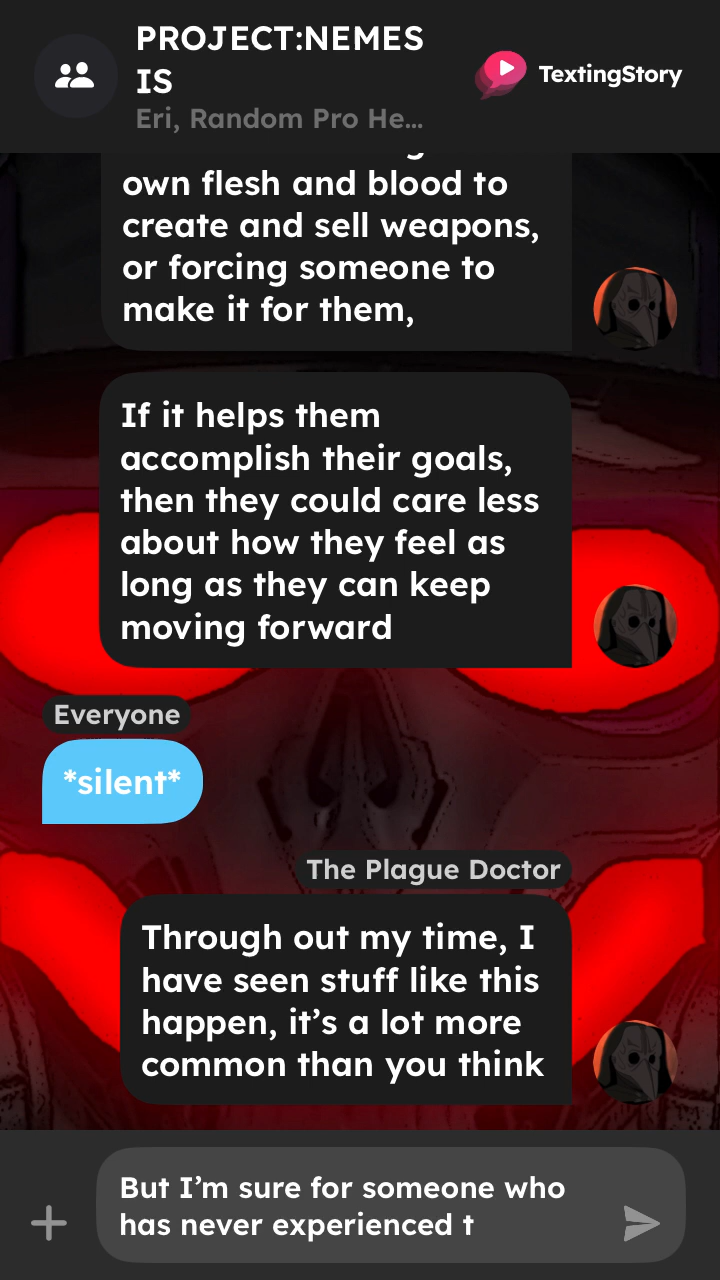 PROJECT:NEMES
IS
Eri, Random Pro He...
TextingStory
own flesh and blood to
create and sell weapons,
or forcing someone to
make it for them,
If it helps them
accomplish their goals,
then they could care less
about how they feel as
long as they can keep
moving forward
Everyone
*silent*
The Plague Doctor
Through out my time, I
have seen stuff like this
happen, it’s a lot more
common than you think
But I’m sure for someone who
has never experienced t